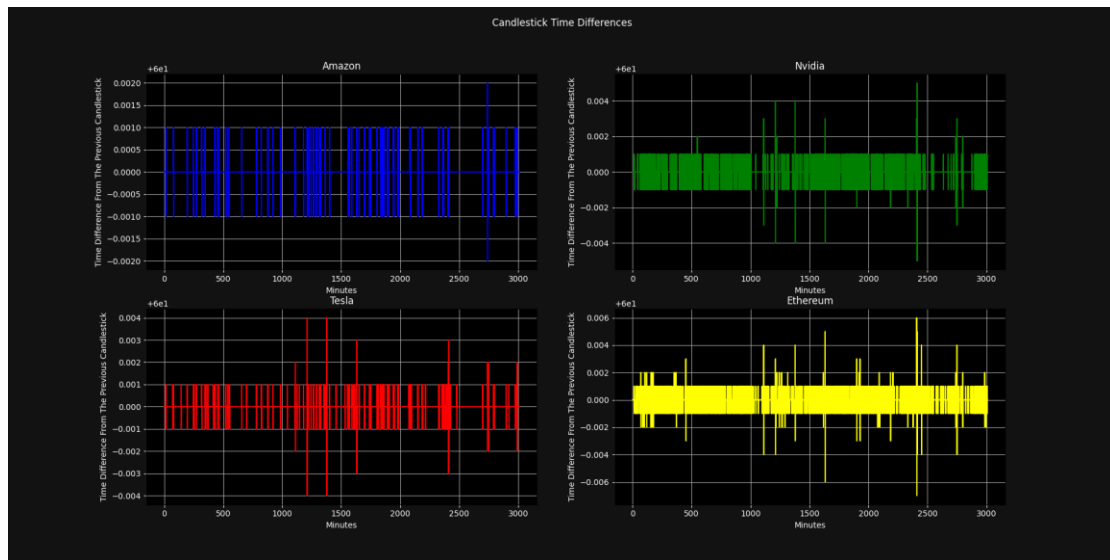 Candlestick Time Differences
Amazon
+6e1
Time Difference From The Previous Candlestick
0.0020
0.0015
0.0010
0.0005
0.0000
−0.0005
−0.0010
−0.0015
−0.0020
0 500 1000 1500 2000 2500 3000
Minutes
Nvidia
+6e1
Time Difference From The Previous Candlestick
0.004
0.002
0.000
−0.002
−0.004
0 500 1000 1500 2000 2500 3000
Minutes
Tesla
+6e1
Time Difference From The Previous Candlestick
0.004
0.003
0.002
0.001
0.000
−0.001
−0.002
−0.003
−0.004
0 500 1000 1500 2000 2500 3000
Minutes
Ethereum
+6e1
Time Difference From The Previous Candlestick
0.006
0.004
0.002
0.000
−0.002
−0.004
−0.006
0 500 1000 1500 2000 2500 3000
Minutes